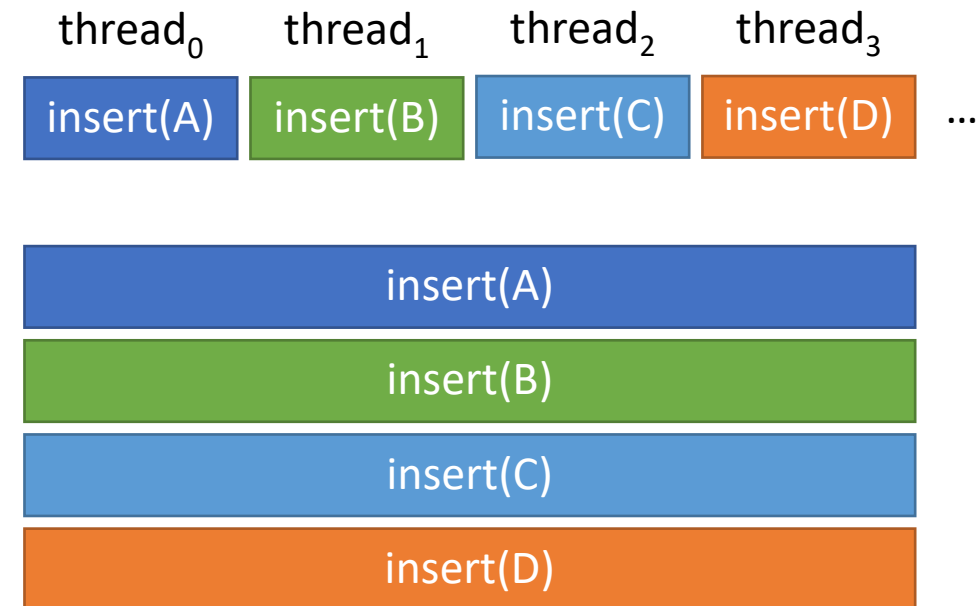 thread₀ thread₁ thread₂ thread₃
insert(A) insert(B) insert(C) insert(D) ...
insert(A)
insert(B)
insert(C)
insert(D)